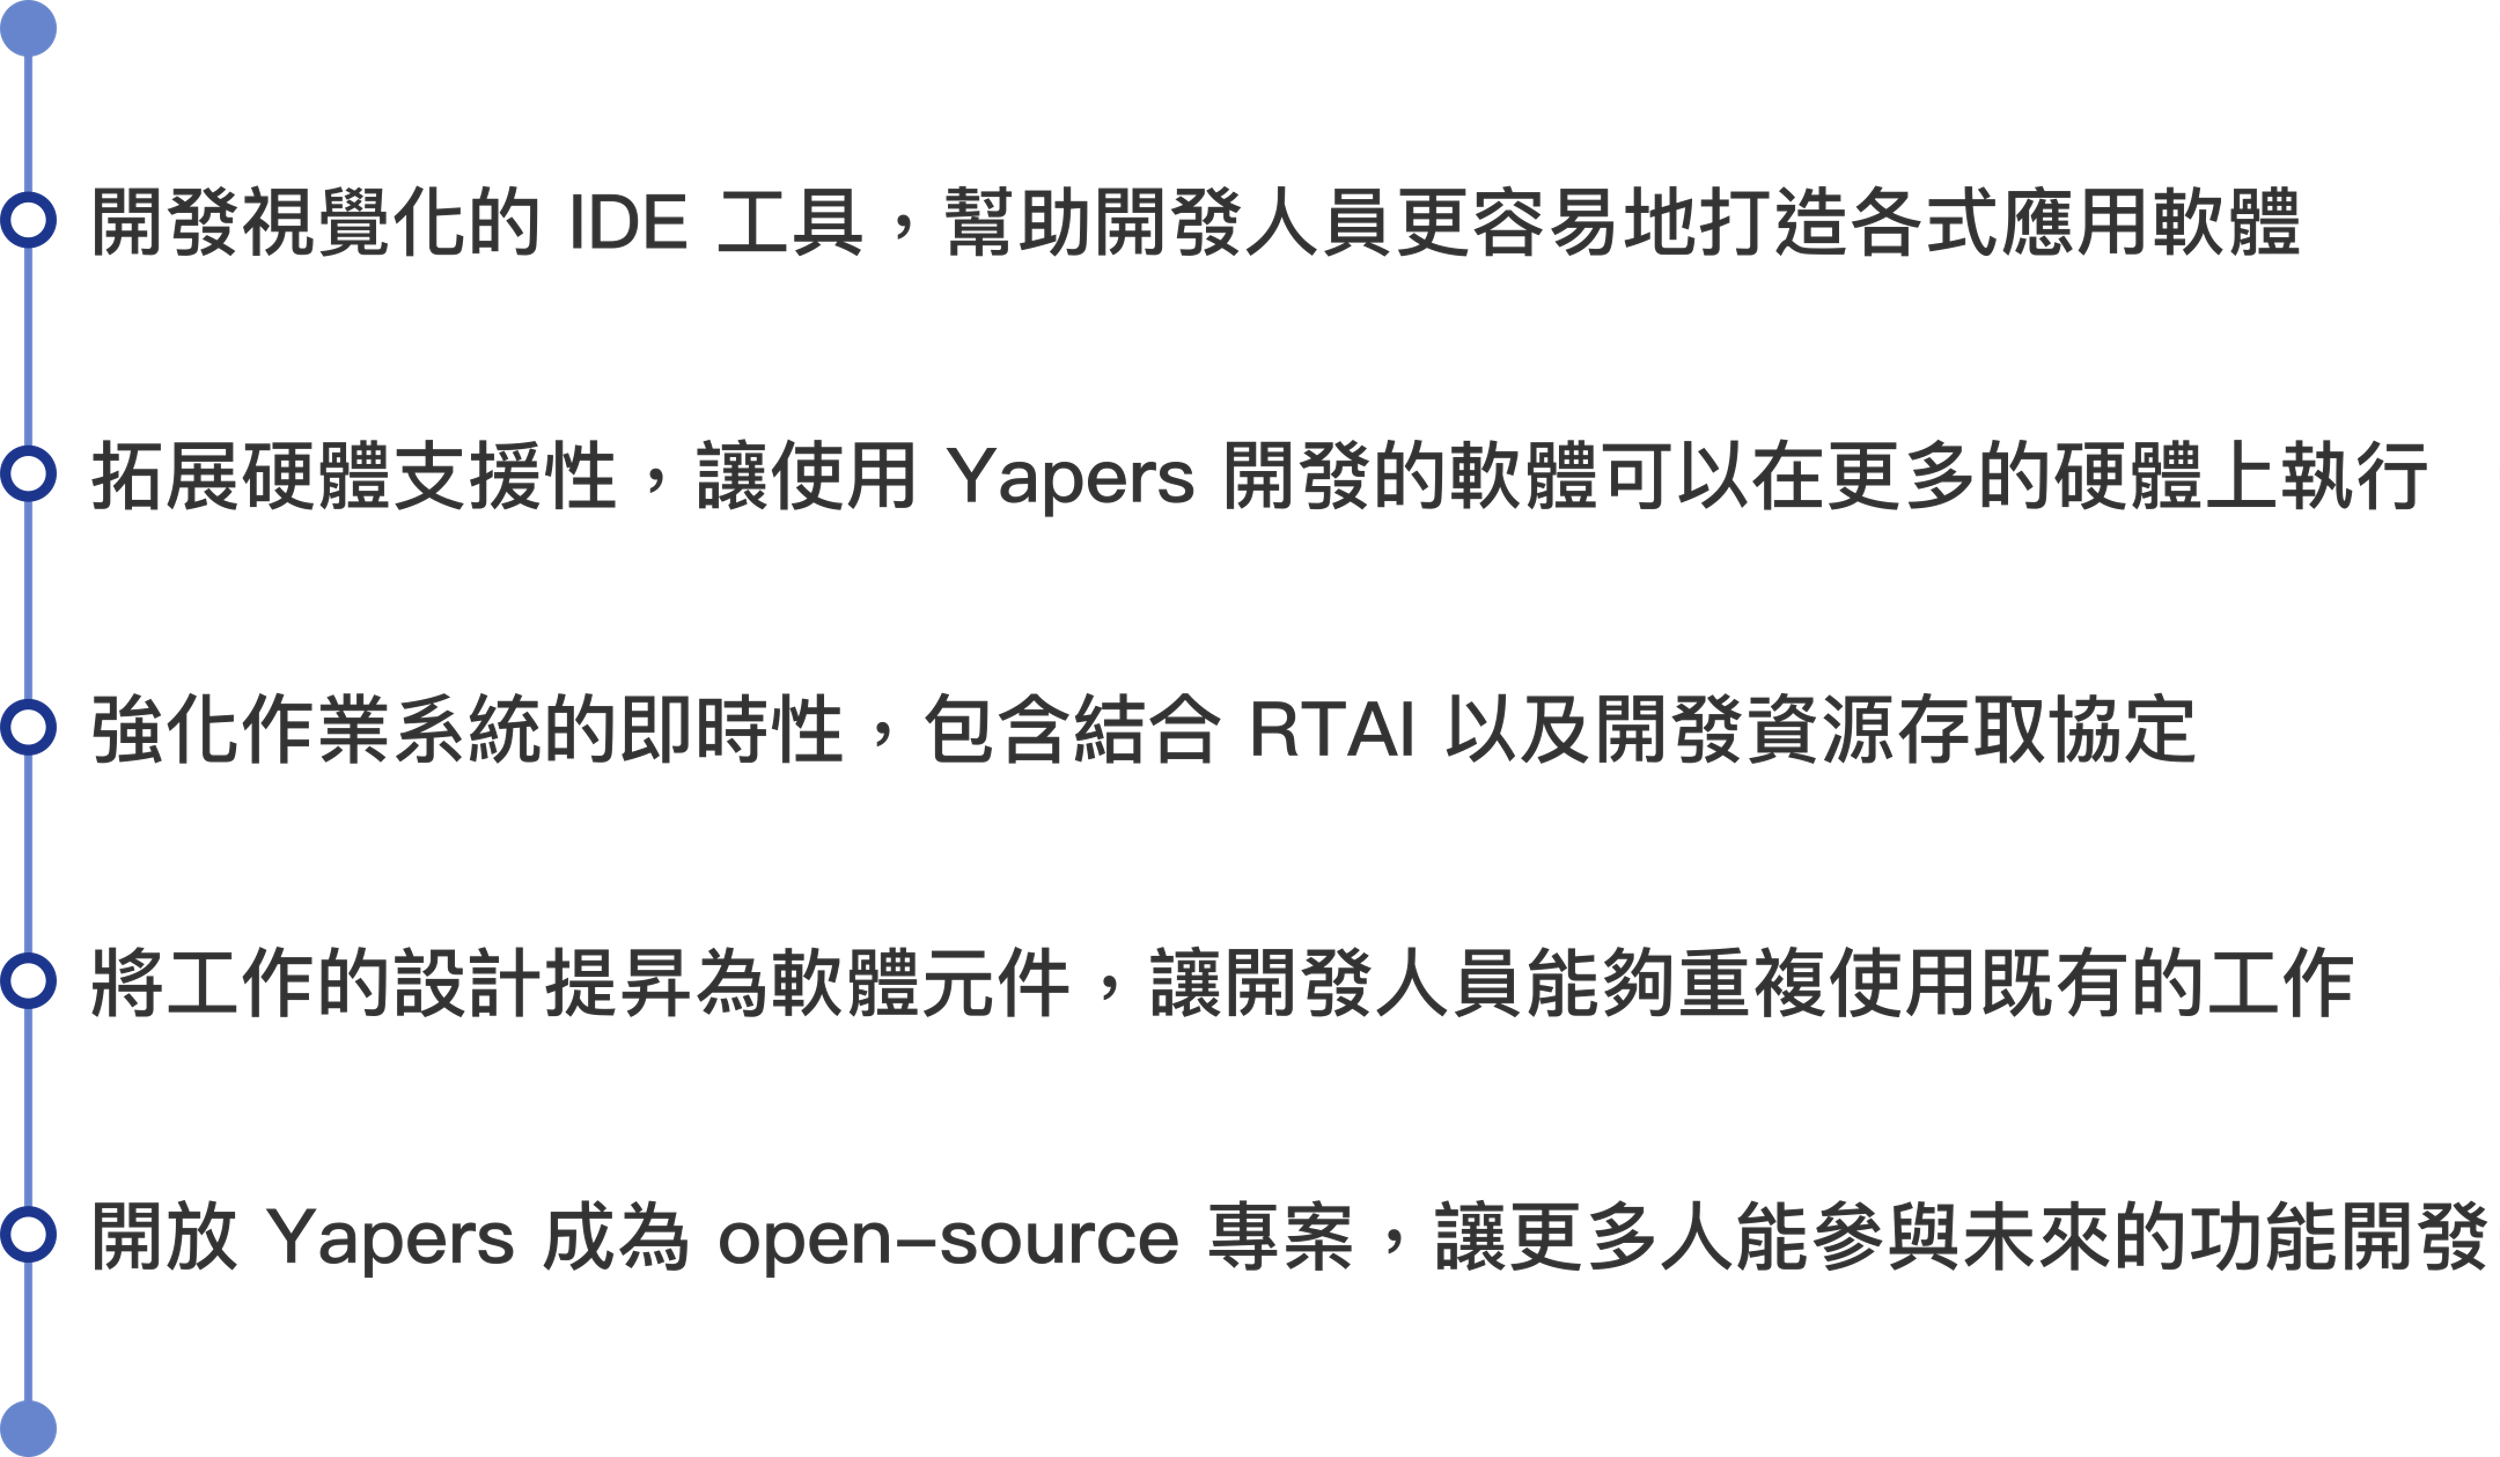 開發視覺化的 IDE 工具, 幫助開發人員更容易地打造各式應用軟體
拓展硬體支援性, 讓使用 Yapers 開發的軟體可以在更多的硬體上執行
強化作業系統的即時性, 包含結合 RTAI 以及開發資源存取協定
將工作的設計提昇為軟體元件, 讓開發人員能夠重複使用既有的工作
開放 Yapers 成為 open-source 專案, 讓更多人能參與未來的功能開發